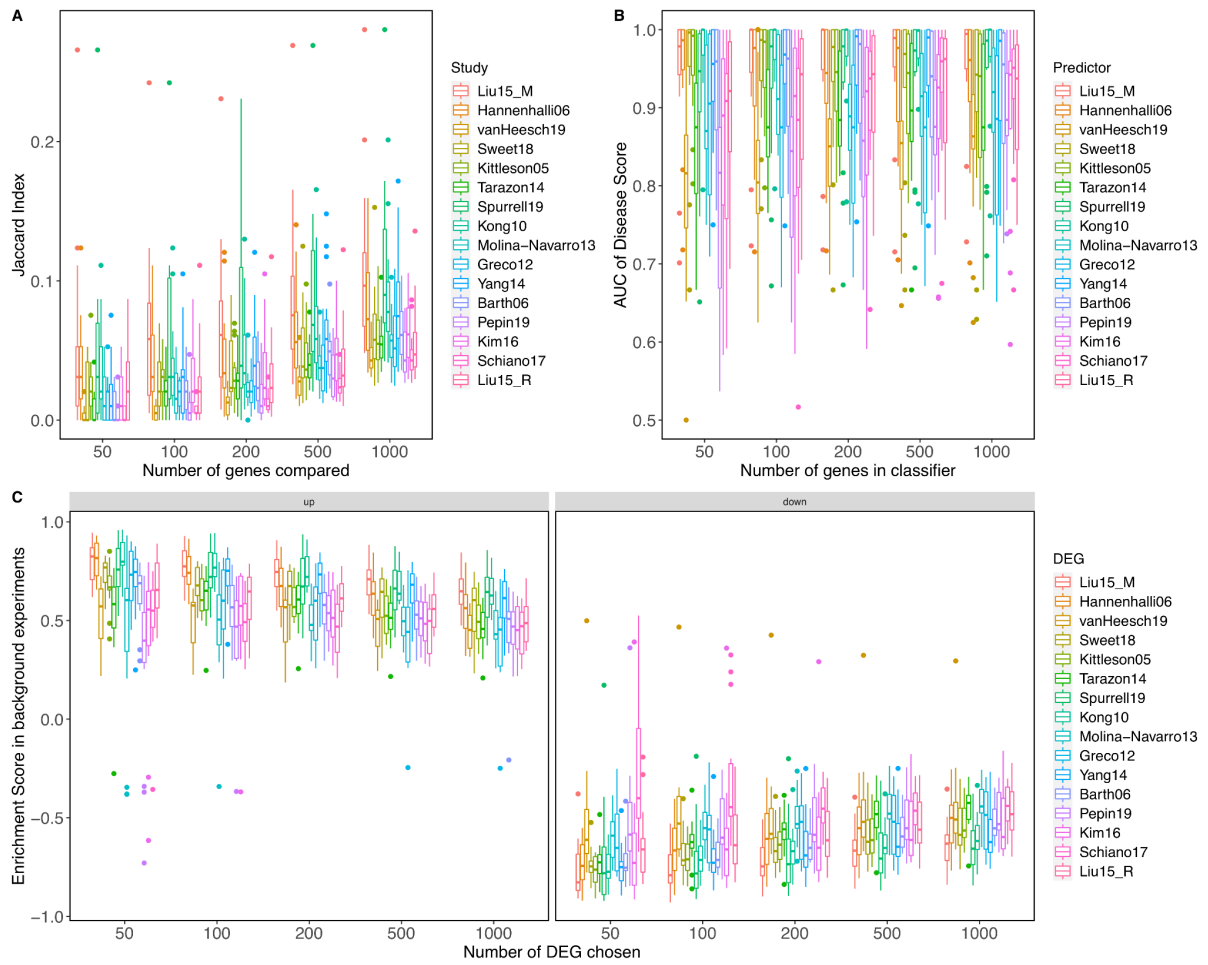 A
Jaccard Index
0.0
0.1
0.2
50
100
200
500
1000
Number of genes compared
Study
Liu15_M
Hannenhalli06
vanHeesch19
Sweet18
Kittleson05
Tarazon14
Spurrell19
Kong10
Molina−Navarro13
Greco12
Yang14
Barth06
Pepin19
Kim16
Schiano17
Liu15_R
B
AUC of Disease Score
0.5
0.6
0.7
0.8
0.9
1.0
50
100
200
500
1000
Number of genes in classifier
Predictor
Liu15_M
Hannenhalli06
vanHeesch19
Sweet18
Kittleson05
Tarazon14
Spurrell19
Kong10
Molina−Navarro13
Greco12
Yang14
Barth06
Pepin19
Kim16
Schiano17
Liu15_R
C
up
down
Enrichment Score in background experiments
1.0
0.5
0.0
−0.5
−1.0
50
100
200
500
1000
50
100
200
500
1000
Number of DEG chosen
DEG
Liu15_M
Hannenhalli06
vanHeesch19
Sweet18
Kittleson05
Tarazon14
Spurrell19
Kong10
Molina−Navarro13
Greco12
Yang14
Barth06
Pepin19
Kim16
Schiano17
Liu15_R